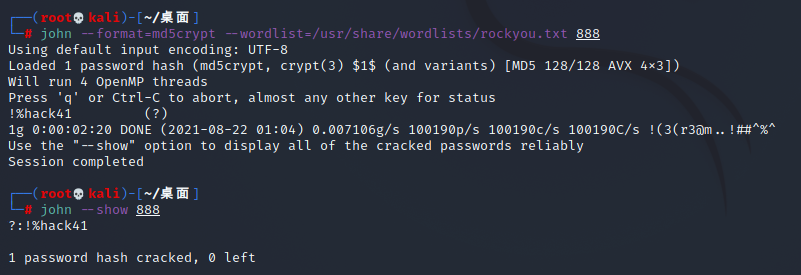 ┌──(root💀kali)-[~/桌面]
└─# john --format=md5crypt --wordlist=/usr/share/wordlists/rockyou.txt 888
Using default input encoding: UTF-8
Loaded 1 password hash (md5crypt, crypt(3) $1$ (and variants) [MD5 128/128 AVX 4×3])
Will run 4 OpenMP threads
Press 'q' or Ctrl-C to abort, almost any other key for status
!%hack41         (?)
1g 0:00:02:20 DONE (2021-08-22 01:04) 0.007106g/s 100190p/s 100190c/s 100190C/s !(3(r3@m..!##^%^
Use the "--show" option to display all of the cracked passwords reliably
Session completed
┌──(root💀kali)-[~/桌面]
└─# john --show 888
?:!%hack41
1 password hash cracked, 0 left